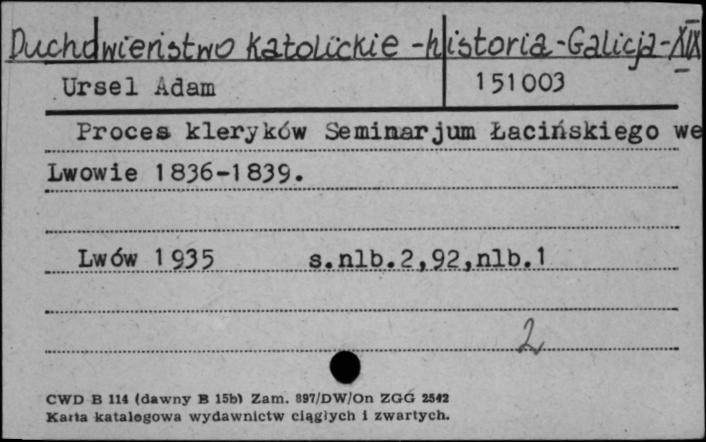 Duchowieństwo katolickie - historia - Galicja - XIX
Ursel Adam 151003
Proces kleryków Seminarjum Łacińskiego we
Lwowie 1836-1839.
Lwów 1935 s.nlb.2,92,nlb.1
2
CWD B 114 (dawny B 15b) Zam. 897/DW/On ZGG 2542
Karta katalogowa wydawnictw ciągłych i zwartych.